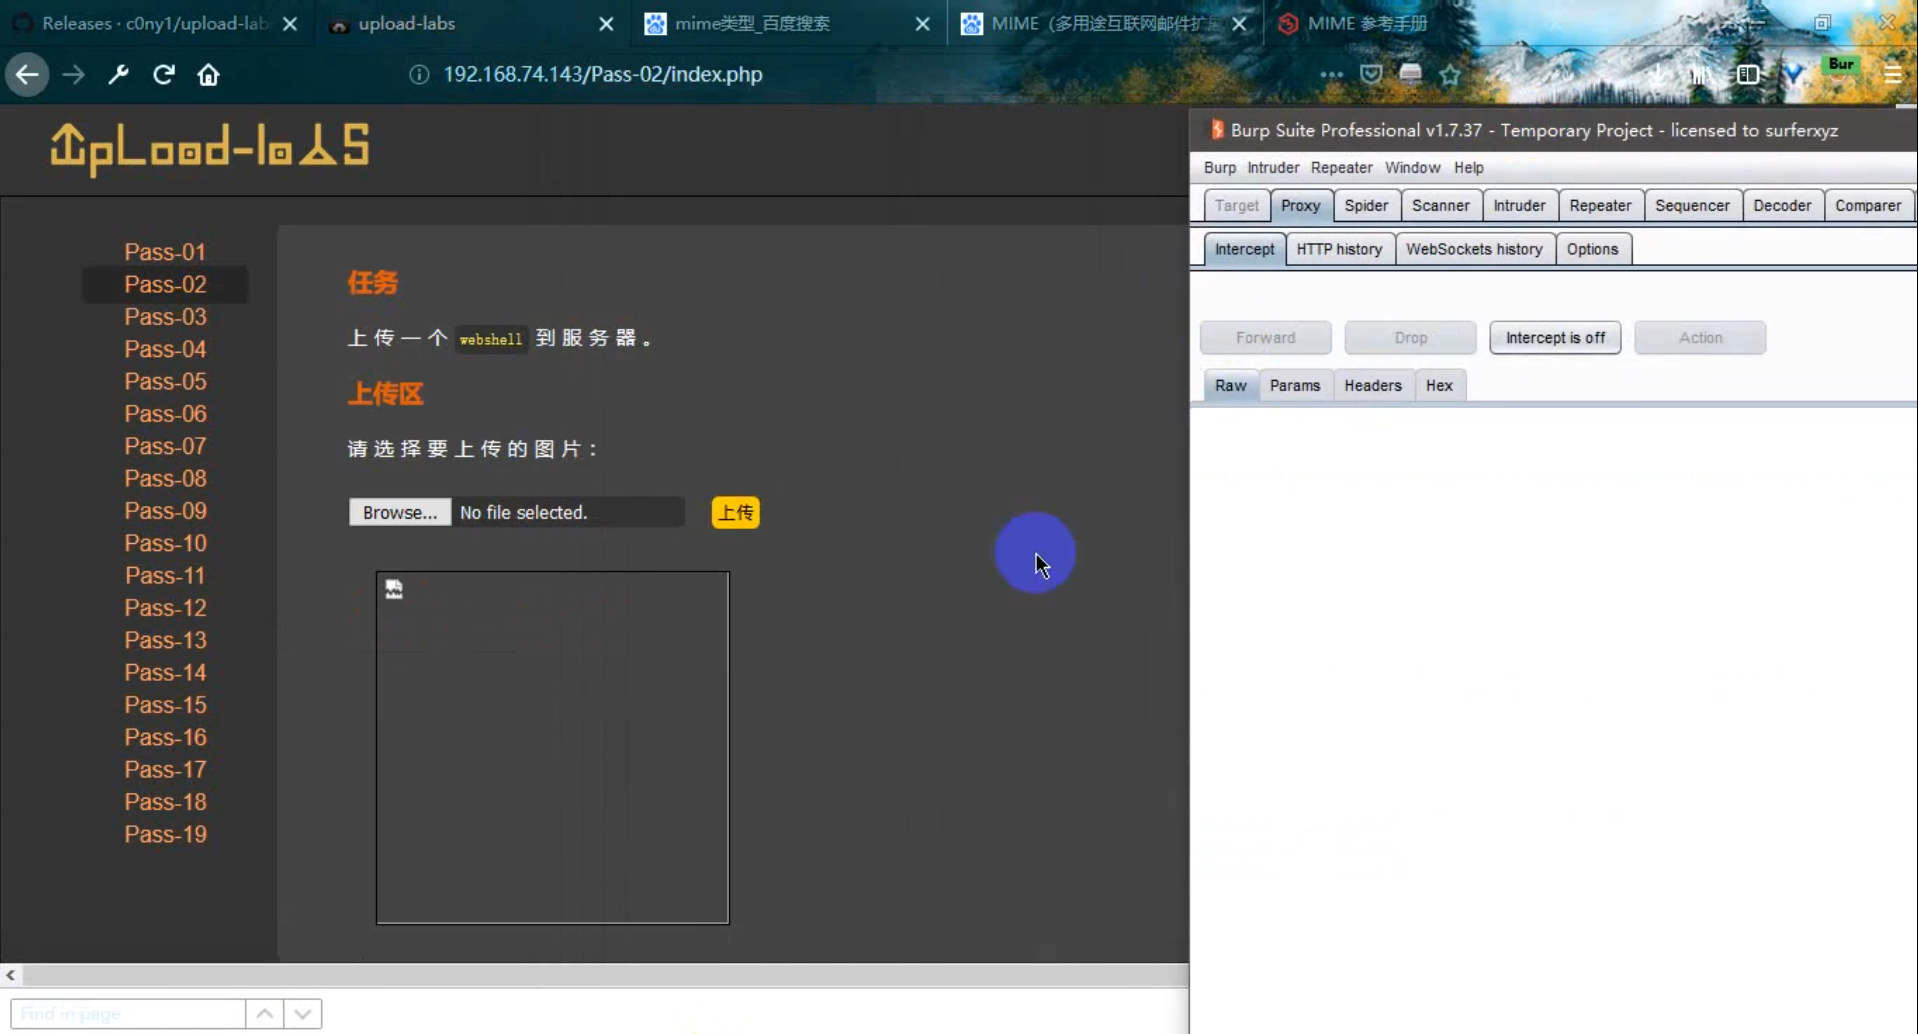 Releases · c0ny1/upload-lab
upload-labs
mime类型_百度搜索
MIME（多用途互联网邮件扩展
MIME 参考手册
192.168.74.143/Pass-02/index.php
Bur
UpLoad-labs
Pass-01
Pass-02
Pass-03
Pass-04
Pass-05
Pass-06
Pass-07
Pass-08
Pass-09
Pass-10
Pass-11
Pass-12
Pass-13
Pass-14
Pass-15
Pass-16
Pass-17
Pass-18
Pass-19
任务
上传一个 webshell 到服务器。
上传区
请选择要上传的图片：
Browse... No file selected. 上传
Find in page
Burp Suite Professional v1.7.37 - Temporary Project - licensed to surferxyz
Burp Intruder Repeater Window Help
Target Proxy Spider Scanner Intruder Repeater Sequencer Decoder Comparer
Intercept HTTP history WebSockets history Options
Forward Drop Intercept is off Action
Raw Params Headers Hex